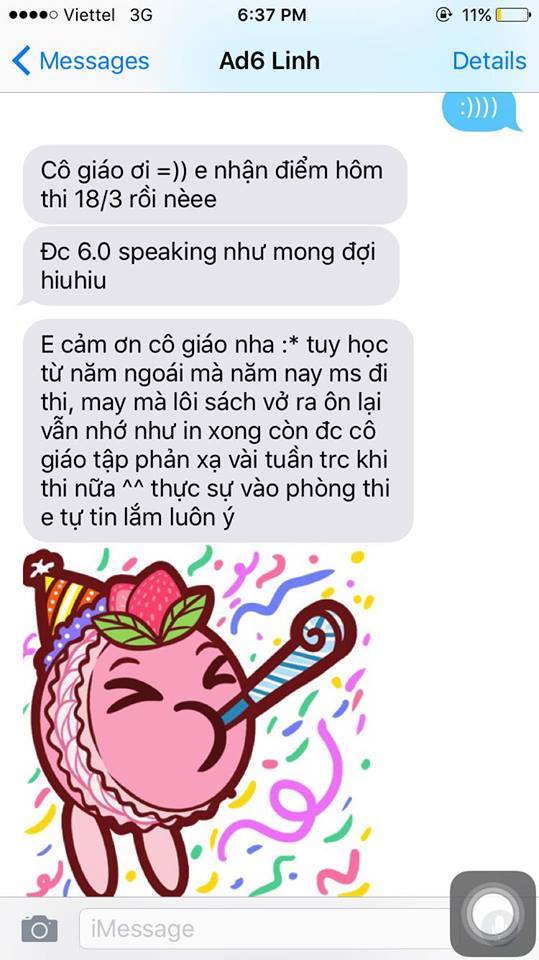 Viettel 3G 6:37 PM 11%
Messages Ad6 Linh Details
:))))
Cô giáo ơi =)) e nhận điểm hôm
thi 18/3 rồi nèee
Đc 6.0 speaking như mong đợi
hiuhiu
E cảm ơn cô giáo nha :* tuy học
từ năm ngoái mà năm nay ms đi
thi, may mà lôi sách vở ra ôn lại
vẫn nhớ như in xong còn đc cô
giáo tập phản xạ vài tuần trc khi
thi nữa ^^ thực sự vào phòng thi
e tự tin lắm luôn ý
iMessage